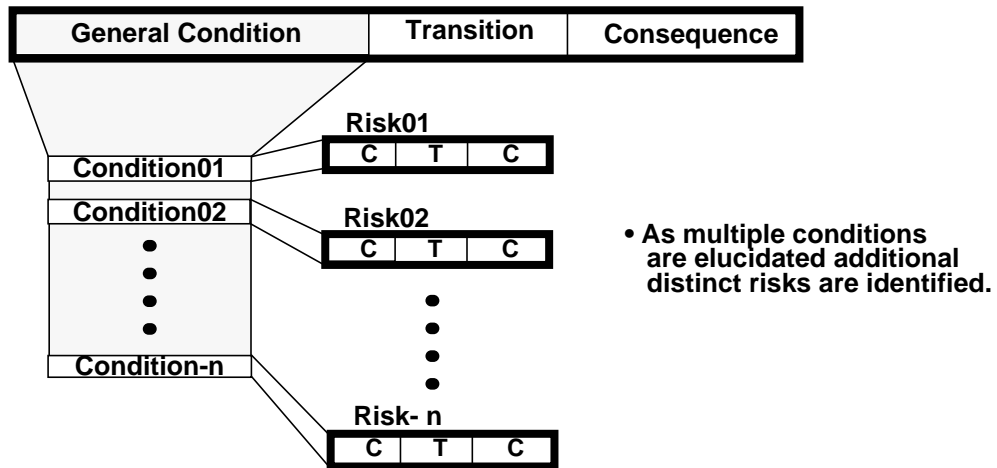 General Condition Transition Consequence
Risk01
C T C
Condition01
Condition02
Risk02
C T C
• As multiple conditions
are elucidated additional
distinct risks are identified.
Condition-n
Risk- n
C T C